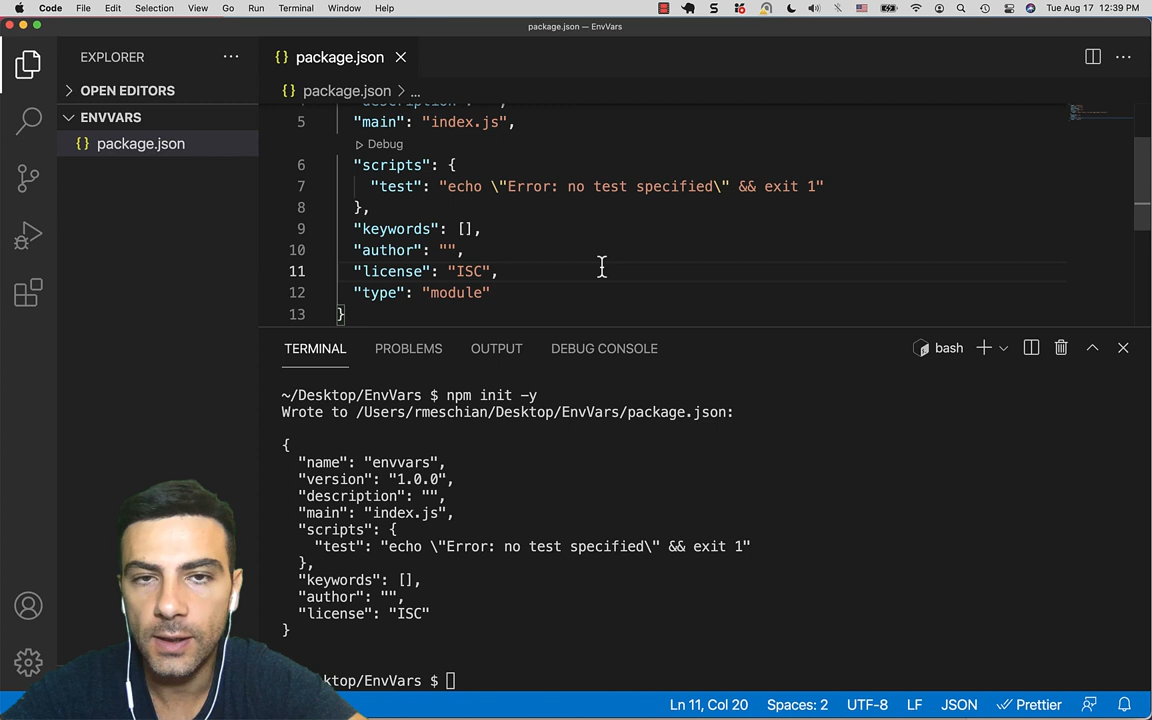 Code File Edit Selection View Go Run Terminal Window Help Tue Aug 17 12:39 PM
package.json — EnvVars
EXPLORER
{} package.json
OPEN EDITORS
{} package.json > ...
ENVVARS
{} package.json
5 "main": "index.js",
Debug
6 "scripts": {
7 "test": "echo \"Error: no test specified\" && exit 1"
8 },
9 "keywords": [],
10 "author": "",
11 "license": "ISC",
12 "type": "module"
13 }
TERMINAL PROBLEMS OUTPUT DEBUG CONSOLE bash
~/Desktop/EnvVars $ npm init -y
Wrote to /Users/rmeschian/Desktop/EnvVars/package.json:
{
"name": "envvars",
"version": "1.0.0",
"description": "",
"main": "index.js",
"scripts": {
"test": "echo \"Error: no test specified\" && exit 1"
},
"keywords": [],
"author": "",
"license": "ISC"
}
ktop/EnvVars $
Ln 11, Col 20 Spaces: 2 UTF-8 LF JSON Prettier